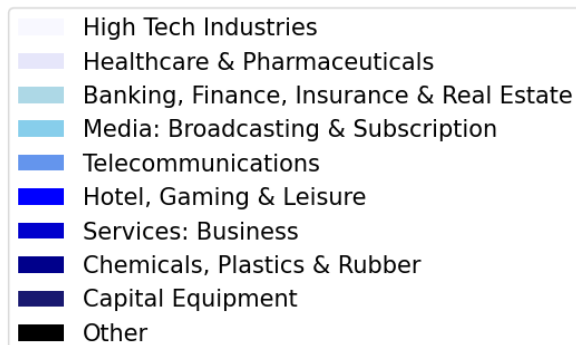 High Tech Industries
Healthcare & Pharmaceuticals
Banking, Finance, Insurance & Real Estate
Media: Broadcasting & Subscription
Telecommunications
Hotel, Gaming & Leisure
Services: Business
Chemicals, Plastics & Rubber
Capital Equipment
Other